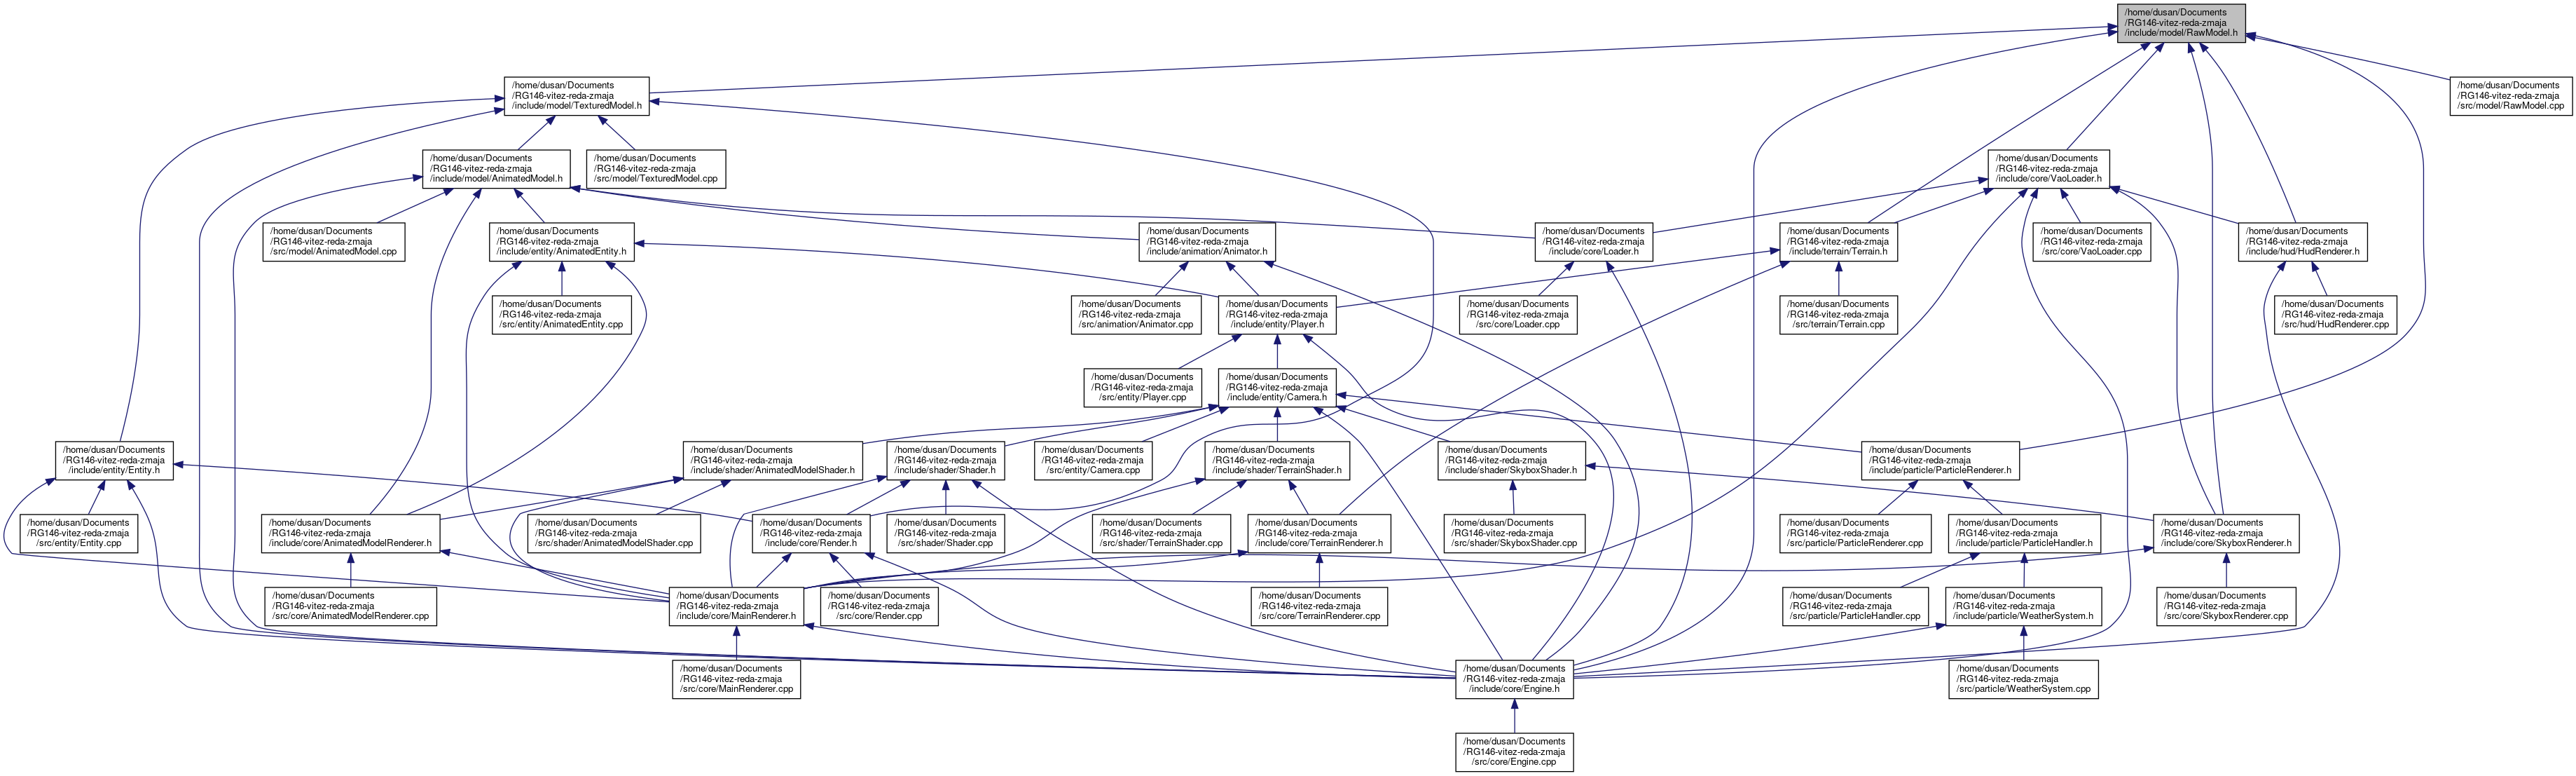 /home/dusan/Documents
/RG146-vitez-reda-zmaja
/include/model/RawModel.h
/home/dusan/Documents
/RG146-vitez-reda-zmaja
/include/model/TexturedModel.h
/home/dusan/Documents
/RG146-vitez-reda-zmaja
/src/model/RawModel.cpp
/home/dusan/Documents
/RG146-vitez-reda-zmaja
/include/model/AnimatedModel.h
/home/dusan/Documents
/RG146-vitez-reda-zmaja
/src/model/TexturedModel.cpp
/home/dusan/Documents
/RG146-vitez-reda-zmaja
/include/core/VaoLoader.h
/home/dusan/Documents
/RG146-vitez-reda-zmaja
/src/model/AnimatedModel.cpp
/home/dusan/Documents
/RG146-vitez-reda-zmaja
/include/entity/AnimatedEntity.h
/home/dusan/Documents
/RG146-vitez-reda-zmaja
/include/animation/Animator.h
/home/dusan/Documents
/RG146-vitez-reda-zmaja
/include/core/Loader.h
/home/dusan/Documents
/RG146-vitez-reda-zmaja
/include/terrain/Terrain.h
/home/dusan/Documents
/RG146-vitez-reda-zmaja
/src/core/VaoLoader.cpp
/home/dusan/Documents
/RG146-vitez-reda-zmaja
/include/hud/HudRenderer.h
/home/dusan/Documents
/RG146-vitez-reda-zmaja
/src/entity/AnimatedEntity.cpp
/home/dusan/Documents
/RG146-vitez-reda-zmaja
/src/animation/Animator.cpp
/home/dusan/Documents
/RG146-vitez-reda-zmaja
/include/entity/Player.h
/home/dusan/Documents
/RG146-vitez-reda-zmaja
/src/core/Loader.cpp
/home/dusan/Documents
/RG146-vitez-reda-zmaja
/src/terrain/Terrain.cpp
/home/dusan/Documents
/RG146-vitez-reda-zmaja
/src/hud/HudRenderer.cpp
/home/dusan/Documents
/RG146-vitez-reda-zmaja
/src/entity/Player.cpp
/home/dusan/Documents
/RG146-vitez-reda-zmaja
/include/entity/Camera.h
/home/dusan/Documents
/RG146-vitez-reda-zmaja
/include/entity/Entity.h
/home/dusan/Documents
/RG146-vitez-reda-zmaja
/include/shader/AnimatedModelShader.h
/home/dusan/Documents
/RG146-vitez-reda-zmaja
/include/shader/Shader.h
/home/dusan/Documents
/RG146-vitez-reda-zmaja
/src/entity/Camera.cpp
/home/dusan/Documents
/RG146-vitez-reda-zmaja
/include/shader/TerrainShader.h
/home/dusan/Documents
/RG146-vitez-reda-zmaja
/include/shader/SkyboxShader.h
/home/dusan/Documents
/RG146-vitez-reda-zmaja
/include/particle/ParticleRenderer.h
/home/dusan/Documents
/RG146-vitez-reda-zmaja
/src/entity/Entity.cpp
/home/dusan/Documents
/RG146-vitez-reda-zmaja
/include/core/AnimatedModelRenderer.h
/home/dusan/Documents
/RG146-vitez-reda-zmaja
/src/shader/AnimatedModelShader.cpp
/home/dusan/Documents
/RG146-vitez-reda-zmaja
/include/core/Render.h
/home/dusan/Documents
/RG146-vitez-reda-zmaja
/src/shader/Shader.cpp
/home/dusan/Documents
/RG146-vitez-reda-zmaja
/src/shader/TerrainShader.cpp
/home/dusan/Documents
/RG146-vitez-reda-zmaja
/include/core/TerrainRenderer.h
/home/dusan/Documents
/RG146-vitez-reda-zmaja
/src/shader/SkyboxShader.cpp
/home/dusan/Documents
/RG146-vitez-reda-zmaja
/src/particle/ParticleRenderer.cpp
/home/dusan/Documents
/RG146-vitez-reda-zmaja
/include/particle/ParticleHandler.h
/home/dusan/Documents
/RG146-vitez-reda-zmaja
/include/core/SkyboxRenderer.h
/home/dusan/Documents
/RG146-vitez-reda-zmaja
/src/core/AnimatedModelRenderer.cpp
/home/dusan/Documents
/RG146-vitez-reda-zmaja
/include/core/MainRenderer.h
/home/dusan/Documents
/RG146-vitez-reda-zmaja
/src/core/Render.cpp
/home/dusan/Documents
/RG146-vitez-reda-zmaja
/src/core/TerrainRenderer.cpp
/home/dusan/Documents
/RG146-vitez-reda-zmaja
/src/particle/ParticleHandler.cpp
/home/dusan/Documents
/RG146-vitez-reda-zmaja
/include/particle/WeatherSystem.h
/home/dusan/Documents
/RG146-vitez-reda-zmaja
/src/core/SkyboxRenderer.cpp
/home/dusan/Documents
/RG146-vitez-reda-zmaja
/src/core/MainRenderer.cpp
/home/dusan/Documents
/RG146-vitez-reda-zmaja
/include/core/Engine.h
/home/dusan/Documents
/RG146-vitez-reda-zmaja
/src/particle/WeatherSystem.cpp
/home/dusan/Documents
/RG146-vitez-reda-zmaja
/src/core/Engine.cpp